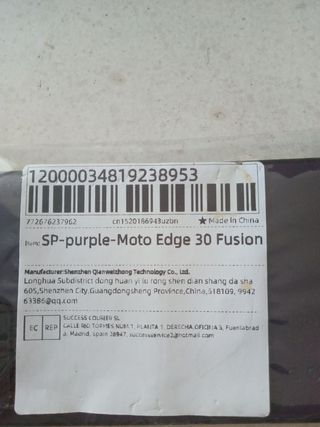 12000034819238953
772676237962 cn1520186943uzbn ★ Made in China
Item: SP-purple-Moto Edge 30 Fusion
Manufacturer:Shenzhen Qianweizhong Technology Co., Ltd.
Longhua Subdistrict dong huan yi lu rong shen dian shang da sha
605,Shenzhen City,Guangdongsheng Province,China,518109, 9942
63386@qq.com
EC REP
SUCCESS COURIER SL
CALLE RIO TORMES NUM.1, PLANTA 1, DERECHA,OFICINA 3, Fuenlabrad
a, Madrid, spain 28947, successservice2@hotmail.com